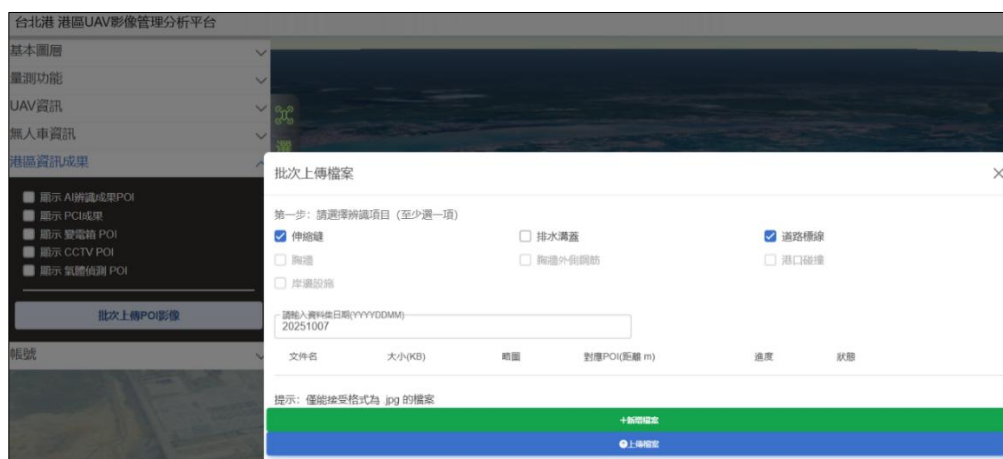 台北港 港區UAV影像管理分析平台
基本圖層
量測功能
UAV資訊
無人車資訊
港區資訊成果
顯示 AI辨識成果POI
顯示 PCI成果
顯示 變電箱 POI
顯示 CCTV POI
顯示 氣體偵測 POI
批次上傳POI影像
帳號
批次上傳檔案
第一步：請選擇辨識項目（至少選一項）
伸縮縫 排水溝蓋 道路標線
胸牆 胸牆外側鋼筋 港口碰撞
岸邊設施
請輸入資料集日期(YYYYDDMM)
20251007
文件名 大小(KB) 略圖 對應POI(距離 m) 進度 狀態
提示：僅能接受格式為 .jpg 的檔案
+新增檔案
上傳檔案